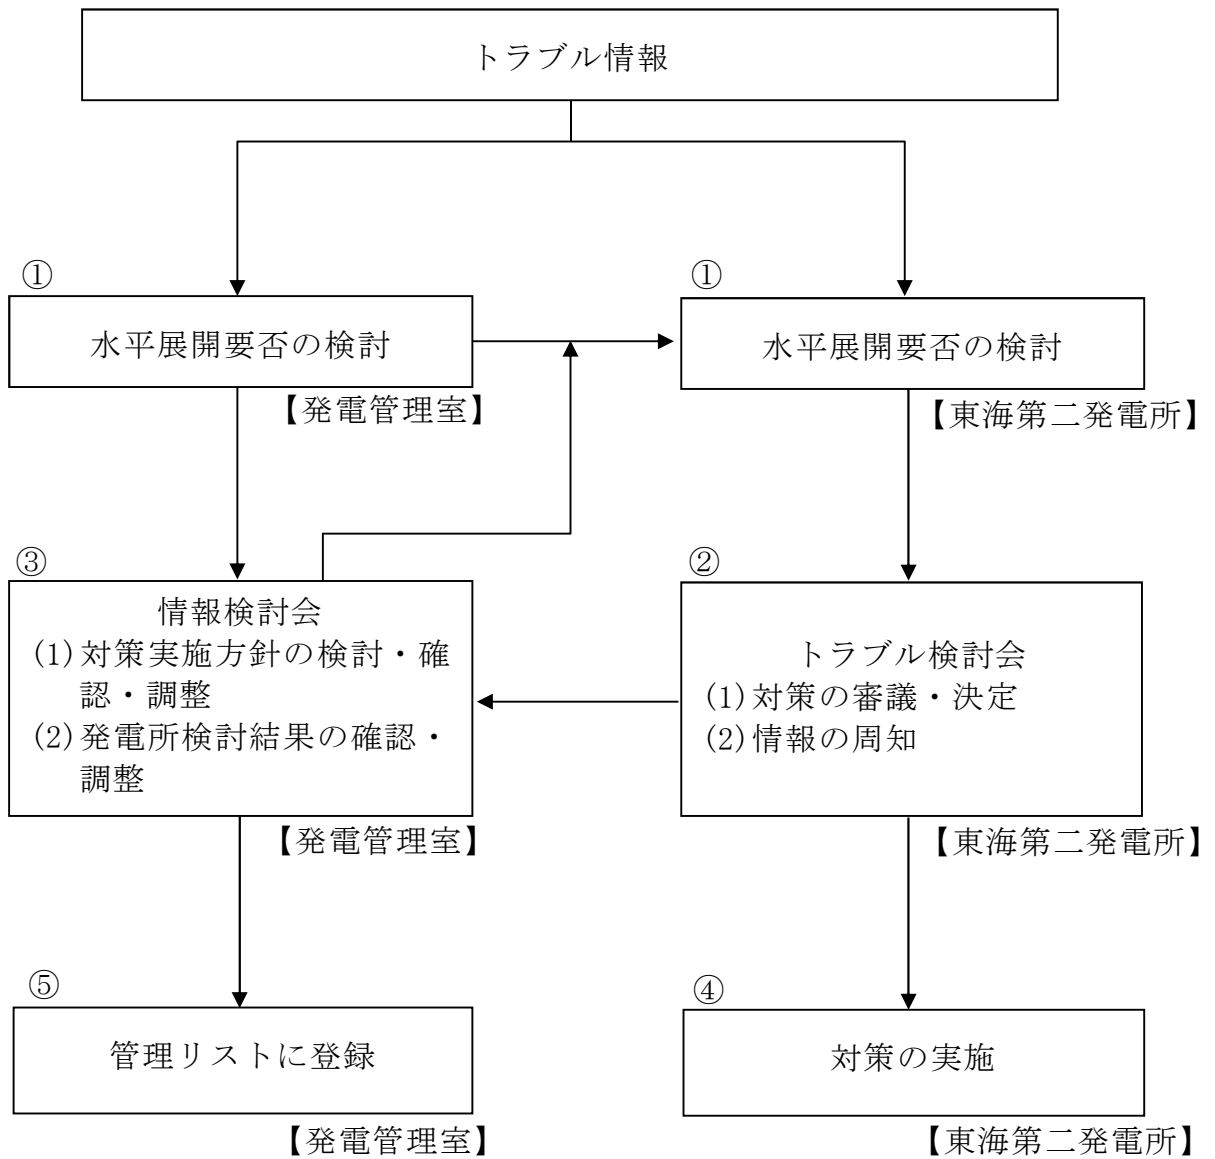 トラブル情報
①
水平展開要否の検討
【発電管理室】
①
水平展開要否の検討
【東海第二発電所】
③
情報検討会
(1)対策実施方針の検討・確
認・調整
(2)発電所検討結果の確認・
調整
【発電管理室】
②
トラブル検討会
(1)対策の審議・決定
(2)情報の周知
【東海第二発電所】
⑤
管理リストに登録
【発電管理室】
④
対策の実施
【東海第二発電所】